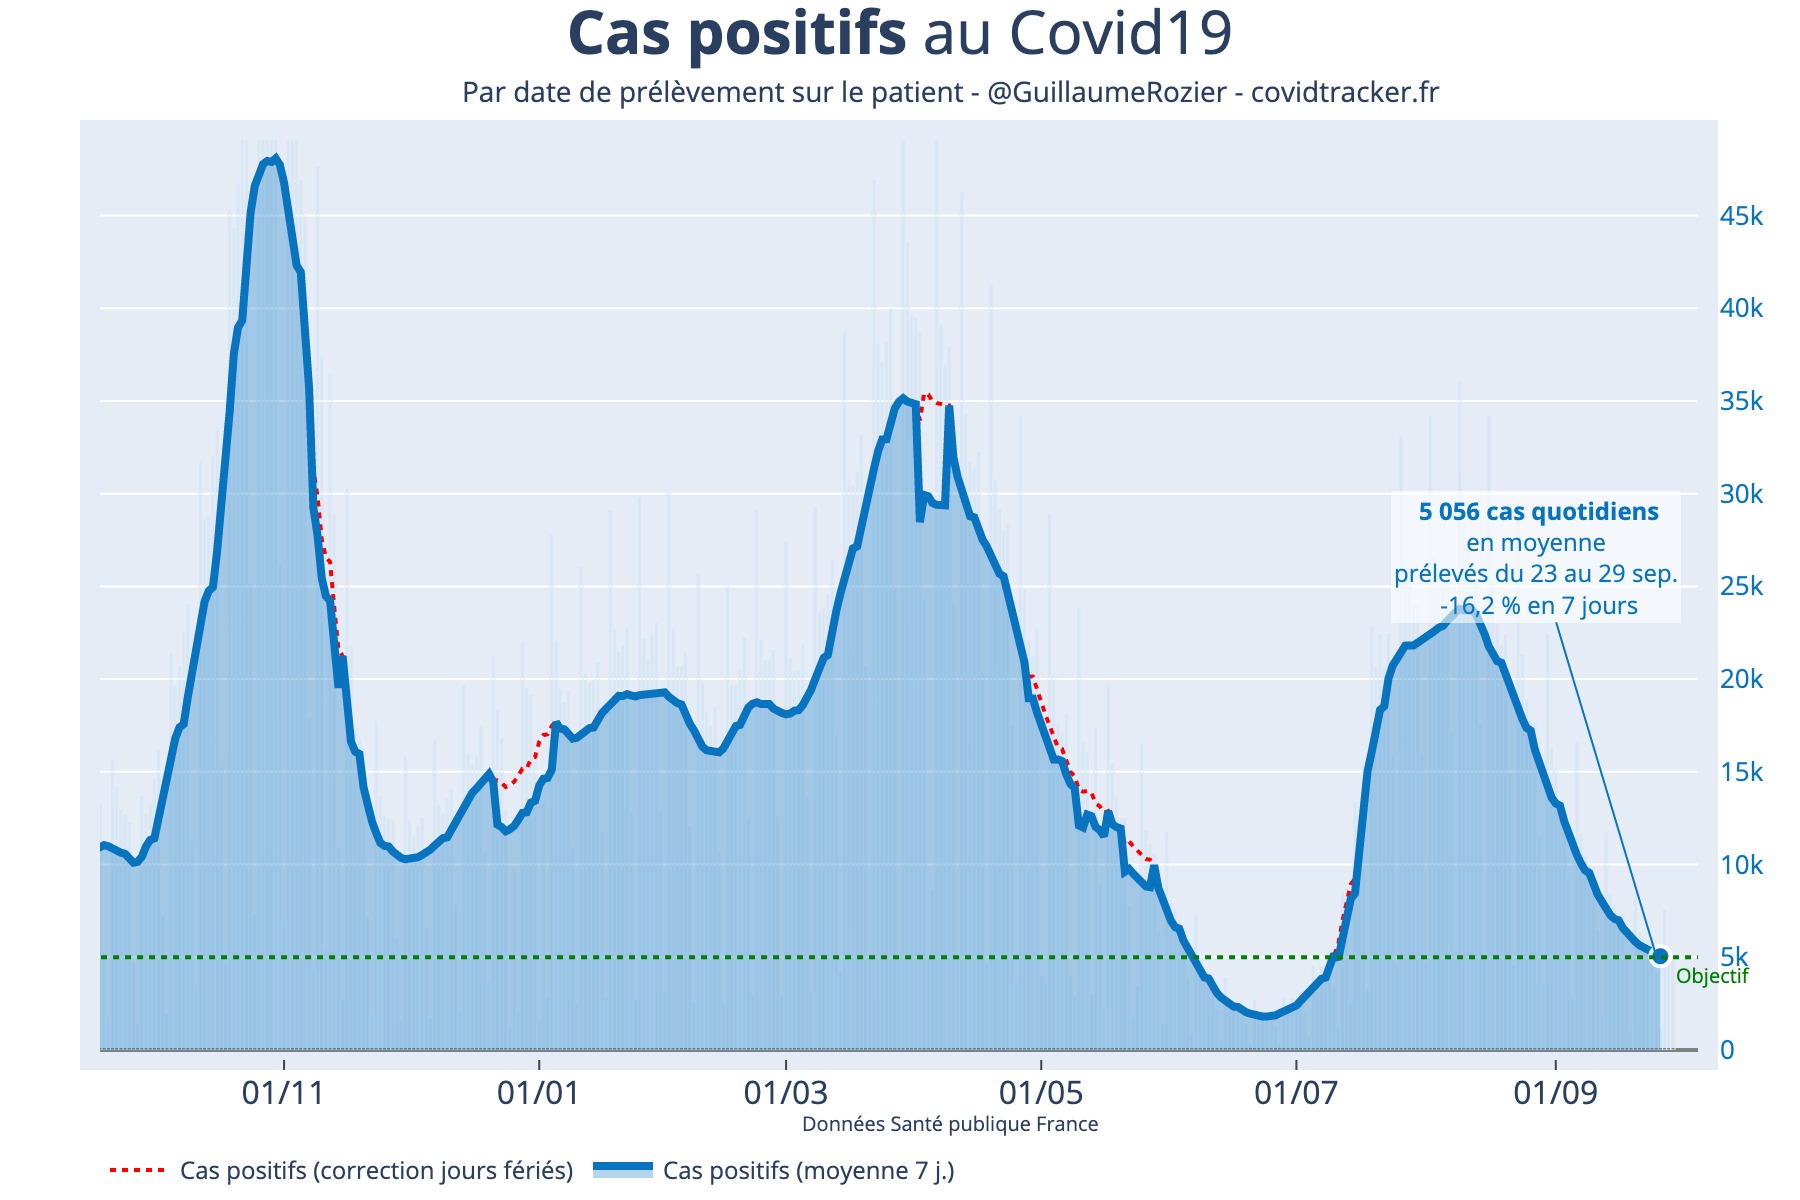 Cas positifs au Covid19
Par date de prélèvement sur le patient - @GuillaumeRozier - covidtracker.fr
45k
40k
35k
30k
5 056 cas quotidiens
en moyenne
prélevés du 23 au 29 sep.
-16,2 % en 7 jours
25k
20k
15k
10k
5k
Objectif
0
01/11 01/01 01/03 01/05 01/07 01/09
Données Santé publique France
Cas positifs (correction jours fériés) Cas positifs (moyenne 7 j.)